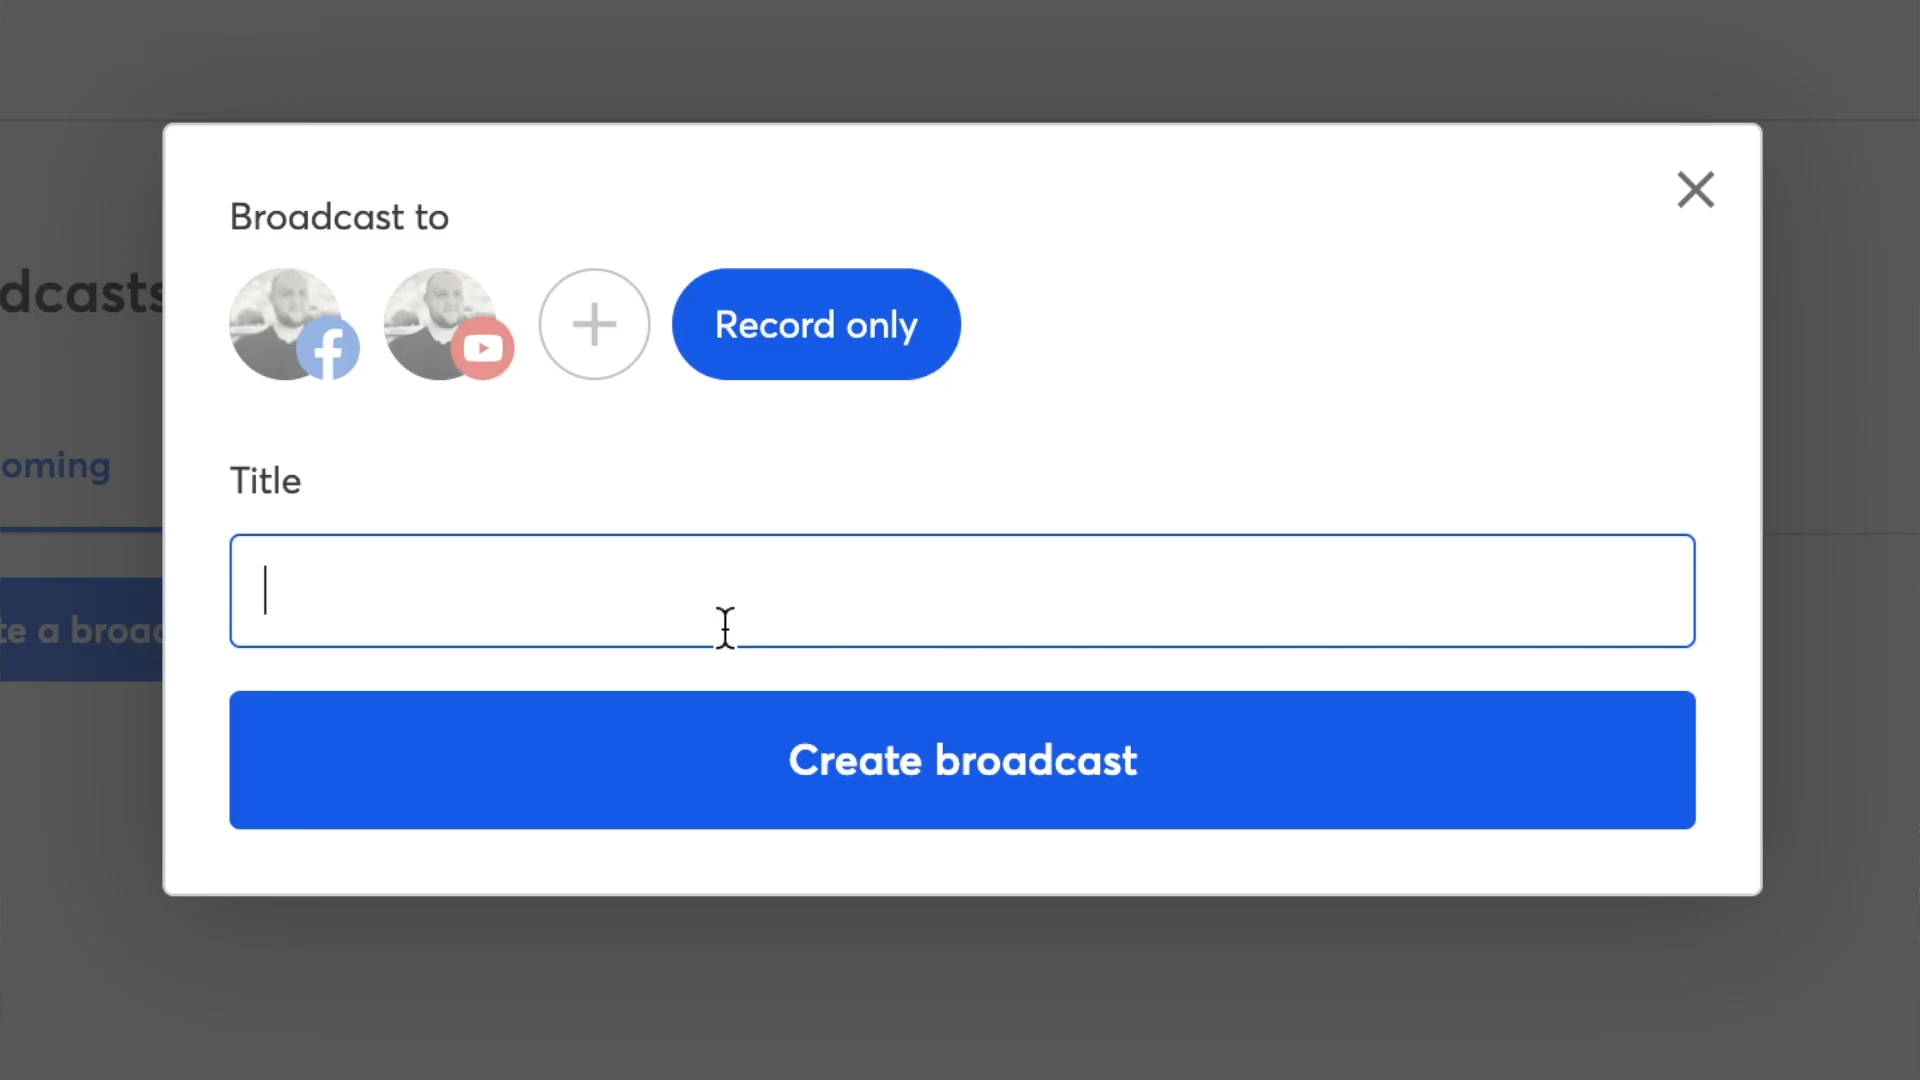 Broadcast to
Record only
dcasts
oming
Title
te a broad
Create broadcast